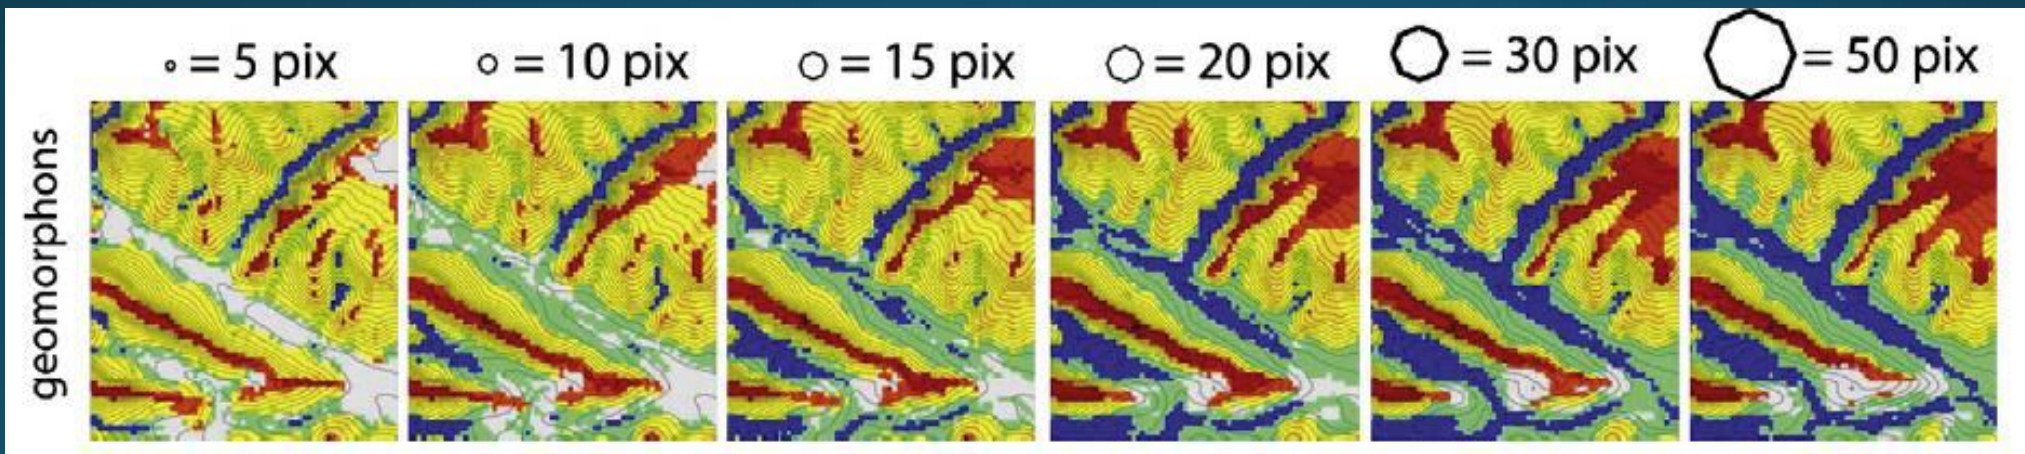 = 5 pix
= 10 pix
= 15 pix
= 20 pix
= 30 pix
= 50 pix
geomorphons